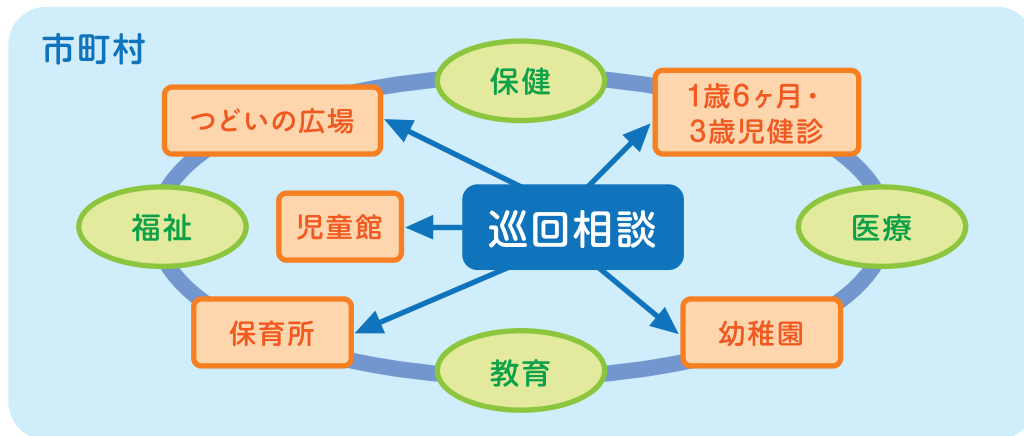 市町村
保健
つどいの広場
1歳6ヶ月・
3歳児健診
福祉
児童館
巡回相談
医療
保育所
幼稚園
教育